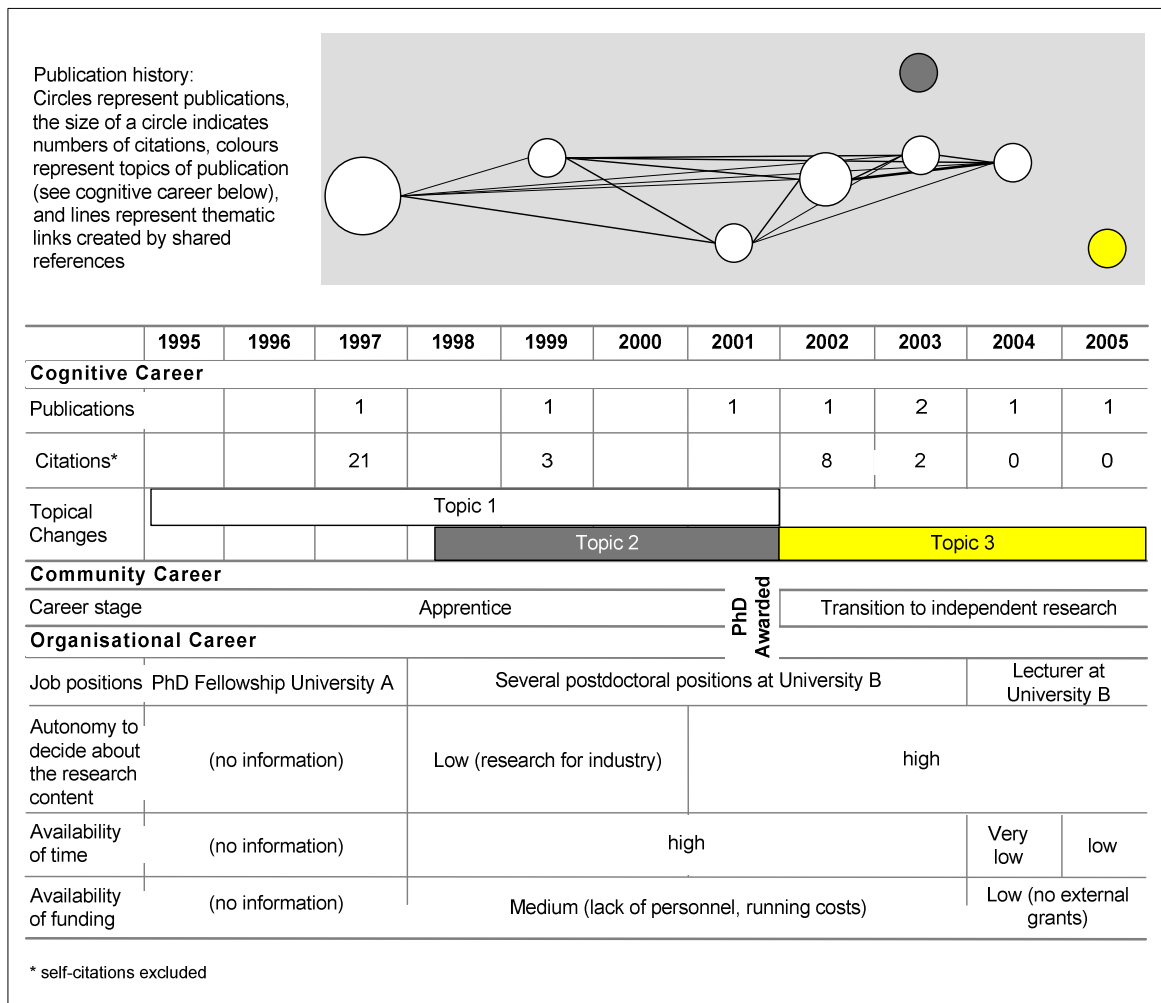 Publication history:
Circles represent publications,
the size of a circle indicates
numbers of citations, colours
represent topics of publication
(see cognitive career below),
and lines represent thematic
links created by shared
references
1995 1996 1997 1998 1999 2000 2001 2002 2003 2004 2005
Cognitive Career
Publications 1 1 1 1 2 1 1
Citations* 21 3 8 2 0 0
Topical
Changes
Topic 1
Topic 2 Topic 3
Community Career
Career stage Apprentice
PhD
Awarded
Transition to independent research
Organisational Career
Job positions PhD Fellowship University A Several postdoctoral positions at University B
Lecturer at
University B
Autonomy to
decide about
the research
content
(no information) Low (research for industry) high
Availability
of time
(no information) high
Very
low
low
Availability
of funding
(no information) Medium (lack of personnel, running costs)
Low (no external
grants)
* self-citations excluded